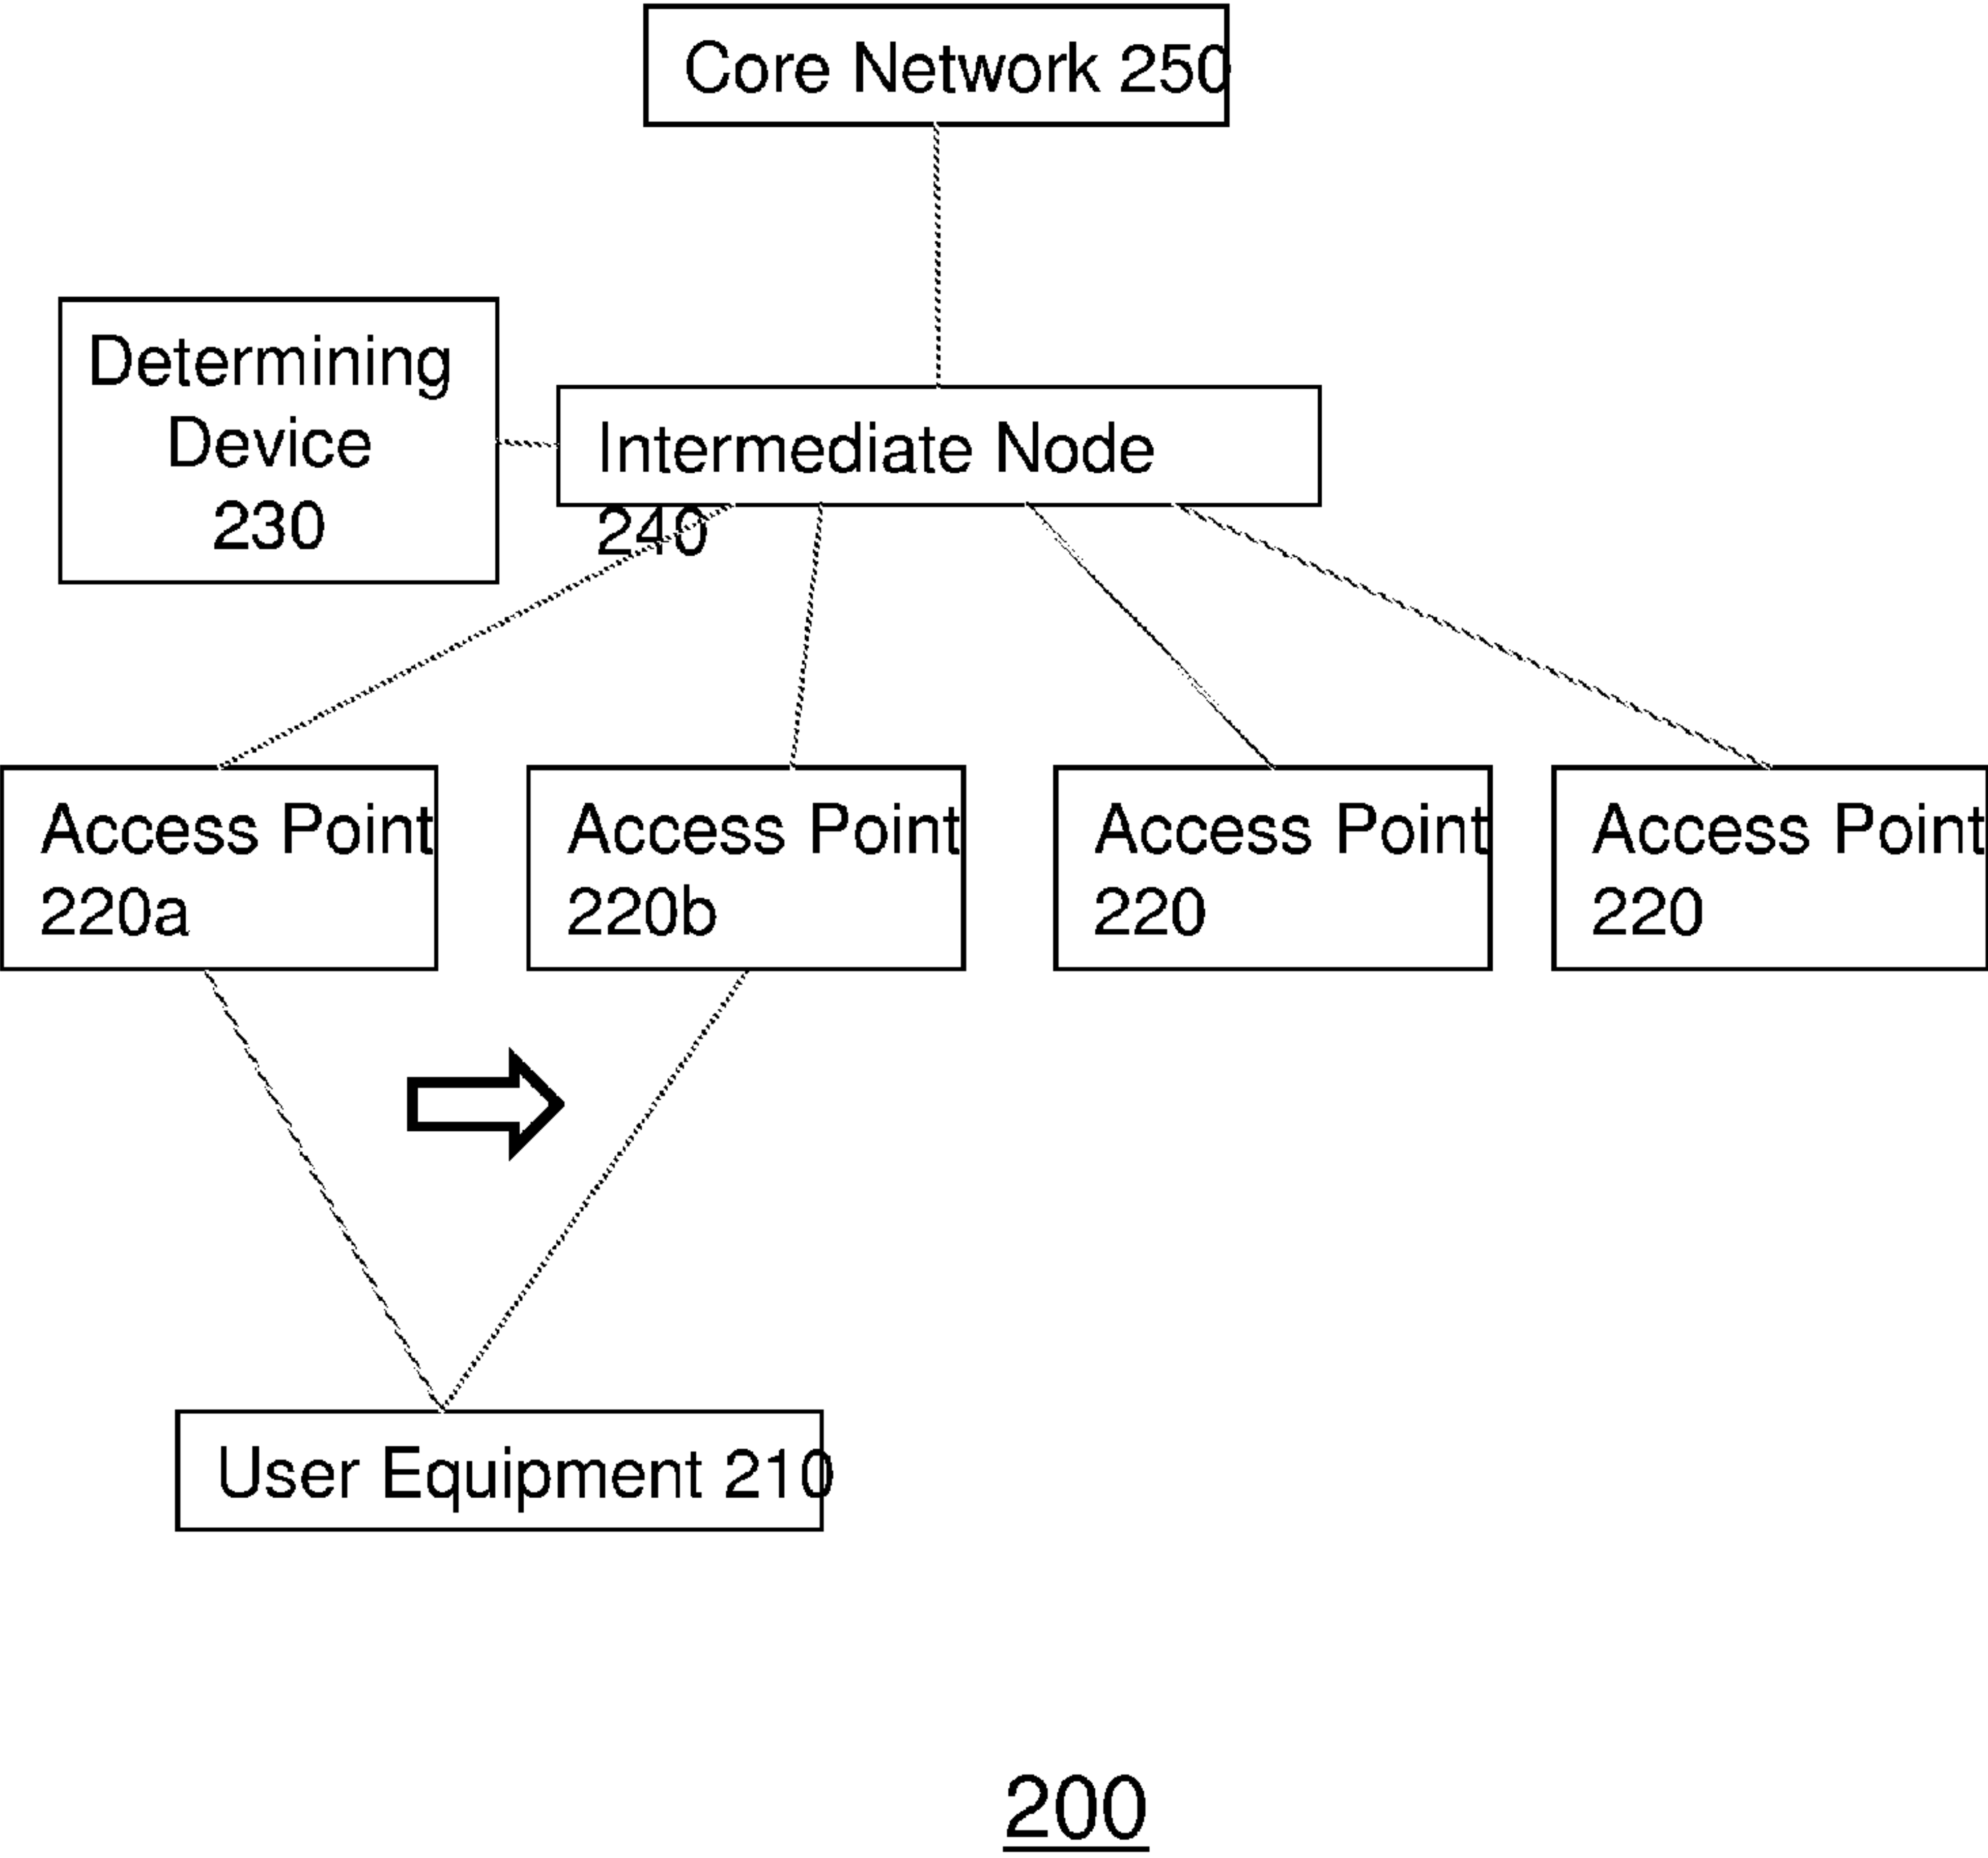 Core Network 250
Determining
Device
230
Intermediate Node
240
Access Point
220a
Access Point
220b
Access Point
220
Access Point
220
User Equipment 210
200